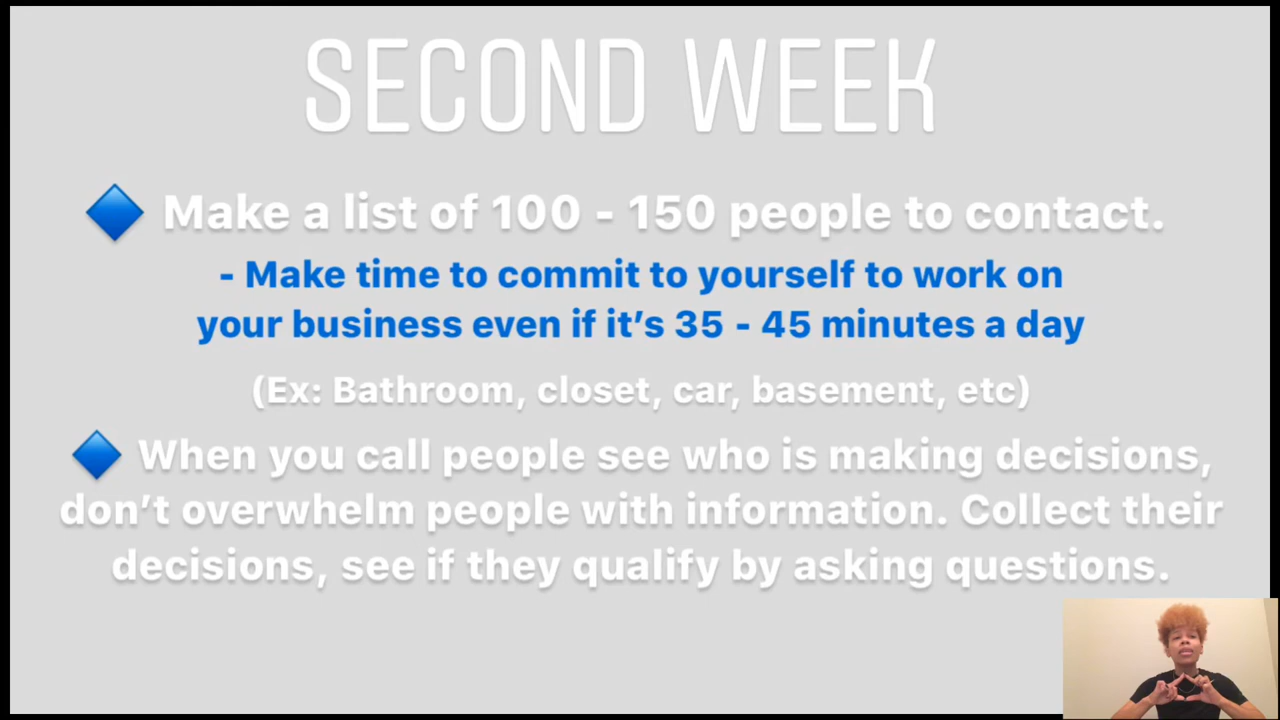 SECOND WEEK
Make a list of 100 - 150 people to contact.
- Make time to commit to yourself to work on
your business even if it’s 35 - 45 minutes a day
(Ex: Bathroom, closet, car, basement, etc)
When you call people see who is making decisions,
don’t overwhelm people with information. Collect their
decisions, see if they qualify by asking questions.